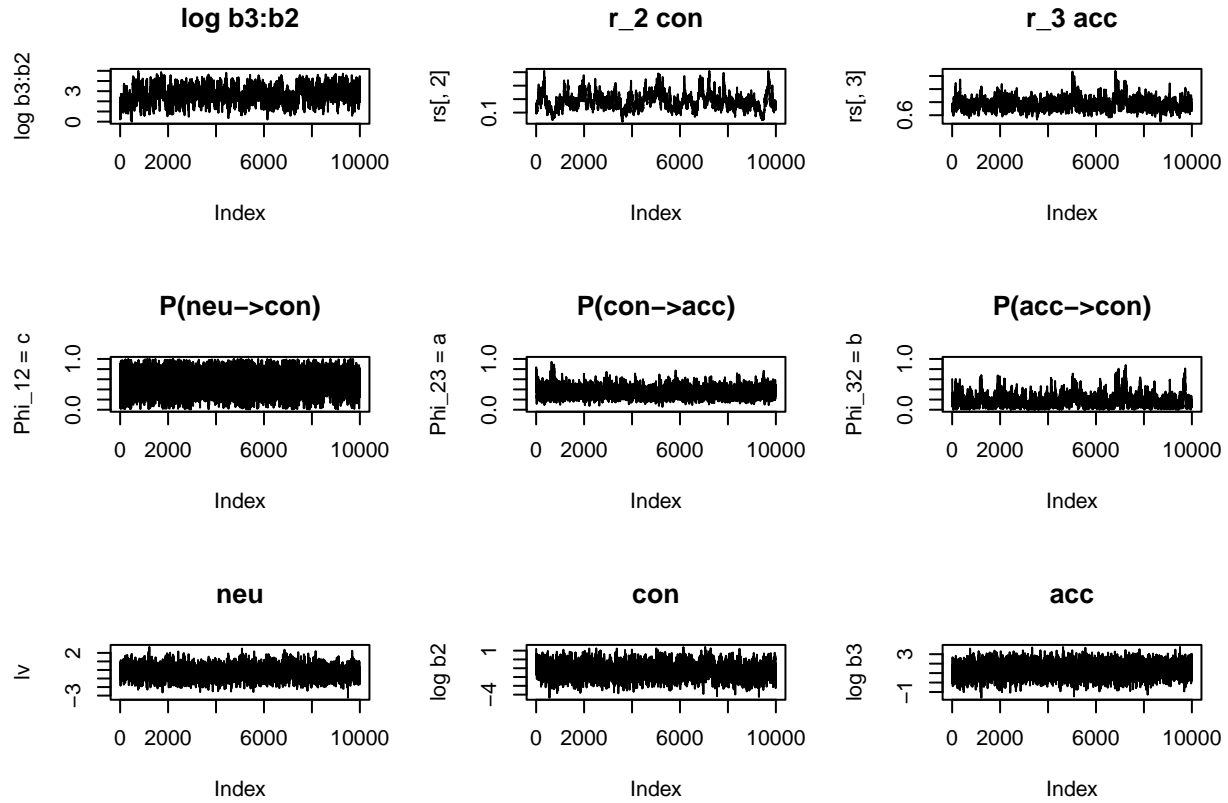 log b3:b2
r_2 con
r_3 acc
log b3:b2
0 3
0 2000 6000 10000
Index
rs[, 2]
0.1
0 2000 6000 10000
Index
rs[, 3]
0.6
0 2000 6000 10000
Index
P(neu−>con)
P(con−>acc)
P(acc−>con)
Phi_12 = c
0.0 1.0
0 2000 6000 10000
Index
Phi_23 = a
0.0 1.0
0 2000 6000 10000
Index
Phi_32 = b
0.0 1.0
0 2000 6000 10000
Index
neu
con
acc
lv
−3 2
0 2000 6000 10000
Index
log b2
−4 1
0 2000 6000 10000
Index
log b3
−1 3
0 2000 6000 10000
Index